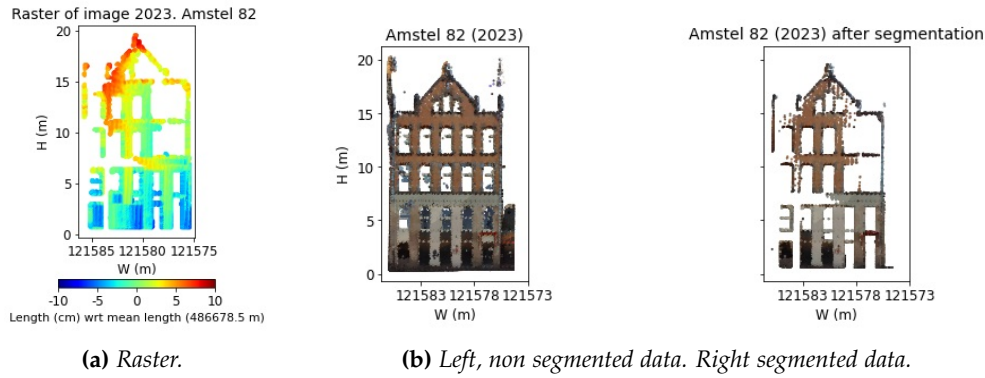 Raster of image 2023. Amstel 82
20
15
10
5
0
H (m)
121585 121580 121575
W (m)
-10 -5 0 5 10
Length (cm) wrt mean length (486678.5 m)
(a) Raster.
Amstel 82 (2023)
20
15
10
5
0
H (m)
121583 121578 121573
W (m)
Amstel 82 (2023) after segmentation
121583 121578 121573
W (m)
(b) Left, non segmented data. Right segmented data.